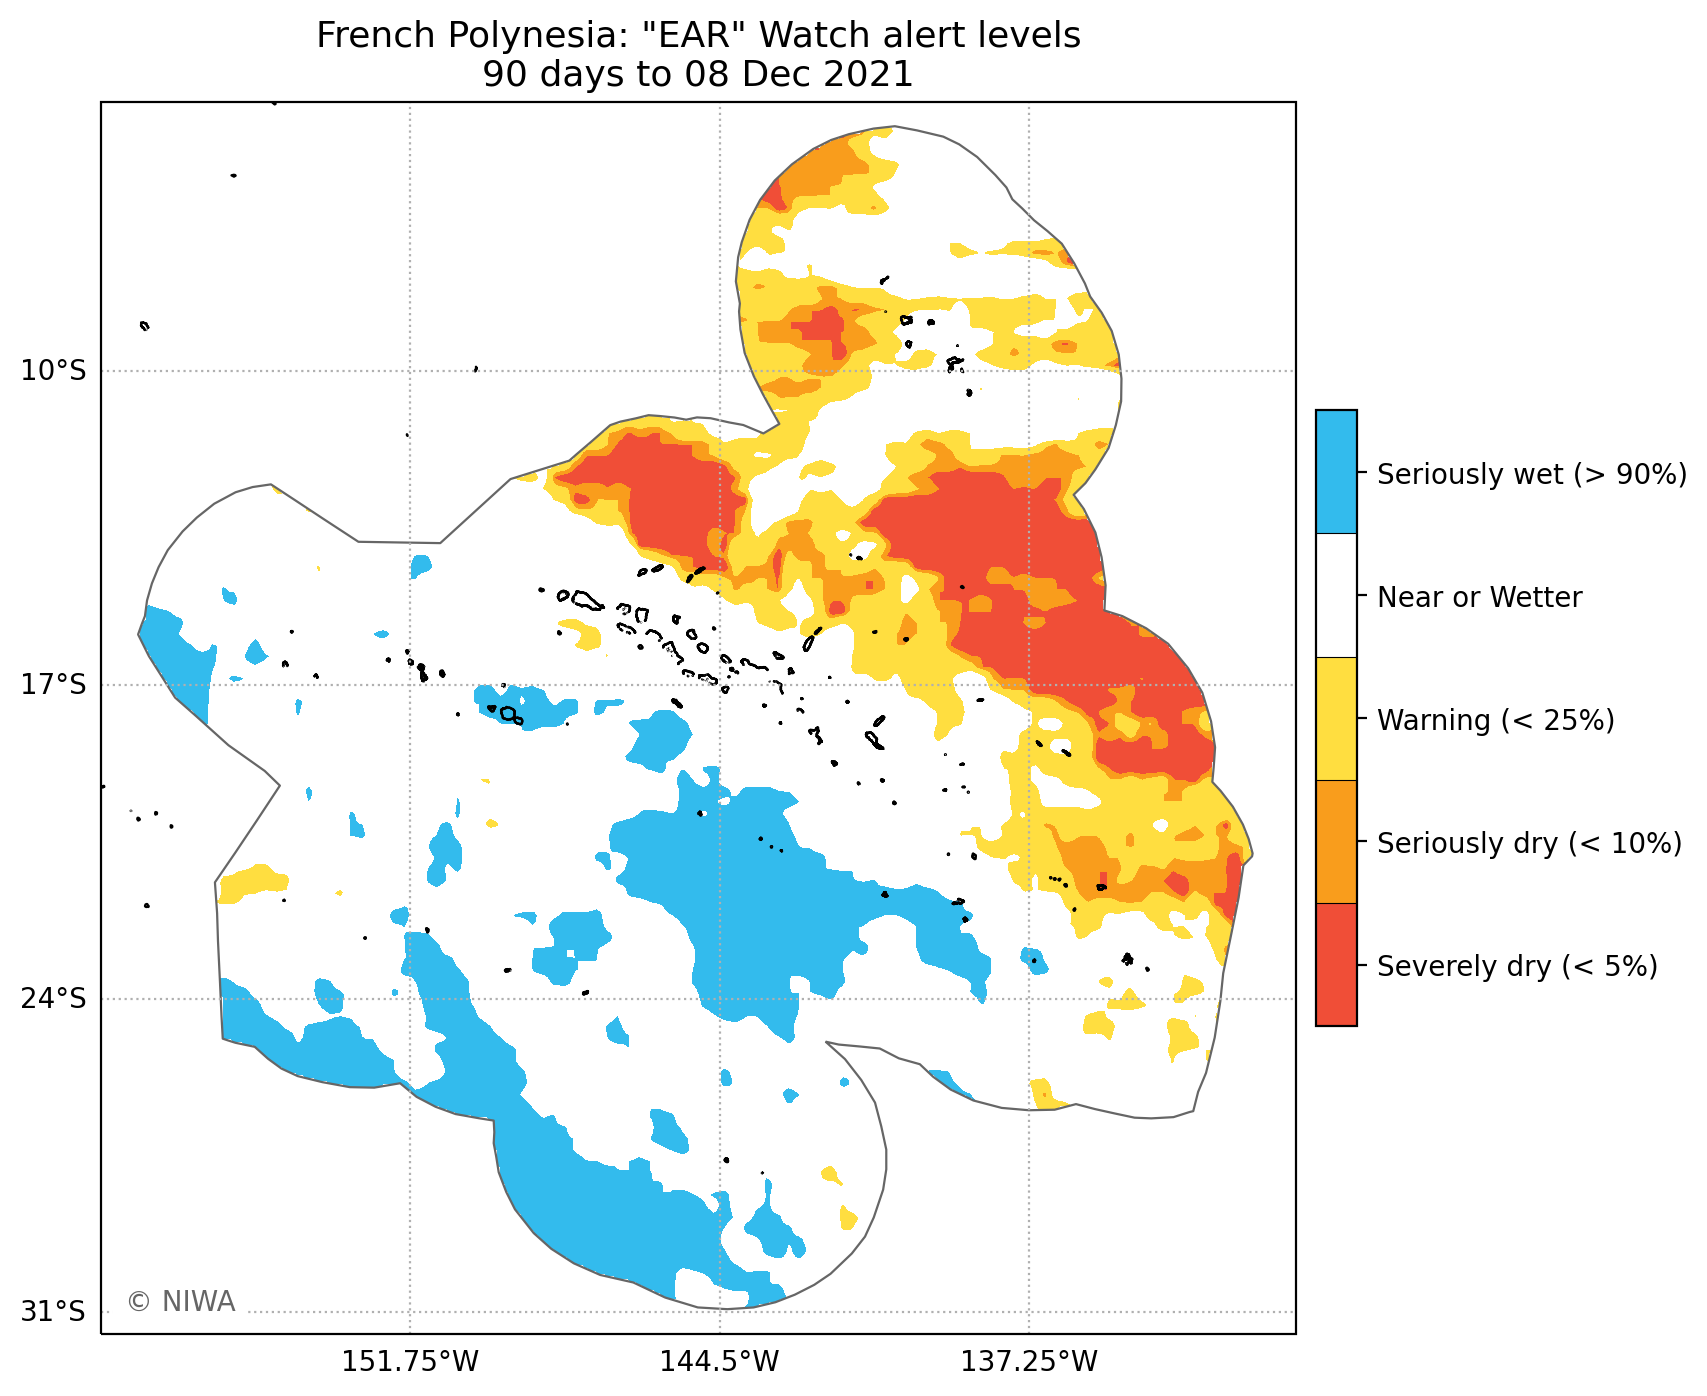 French Polynesia: "EAR" Watch alert levels
90 days to 08 Dec 2021
10°S
17°S
24°S
31°S
151.75°W
144.5°W
137.25°W
© NIWA
Seriously wet (> 90%)
Near or Wetter
Warning (< 25%)
Seriously dry (< 10%)
Severely dry (< 5%)